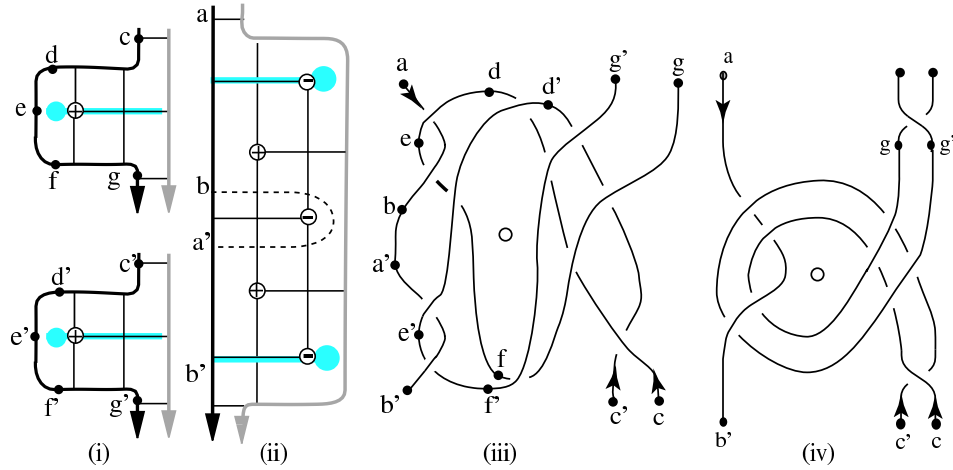 c
d
e
f
g
c'
d'
e'
f'
g'
(i)
a
b
a'
b'
(ii)
a
d
d'
g'
g
e
b
a'
e'
b'
f
f'
c'
c
(iii)
a
g
g'
b'
c'
c
(iv)